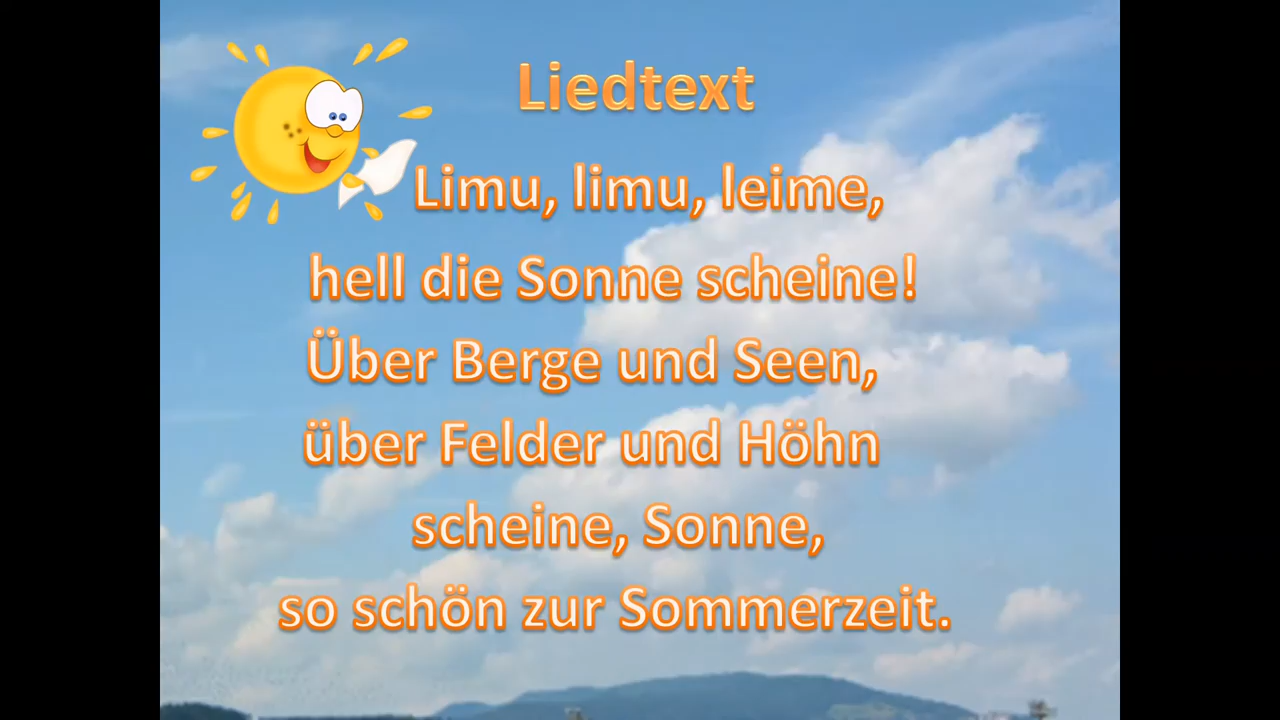 Liedtext
Limu, limu, leime,
hell die Sonne scheine!
Über Berge und Seen,
über Felder und Höhn
scheine, Sonne,
so schön zur Sommerzeit.